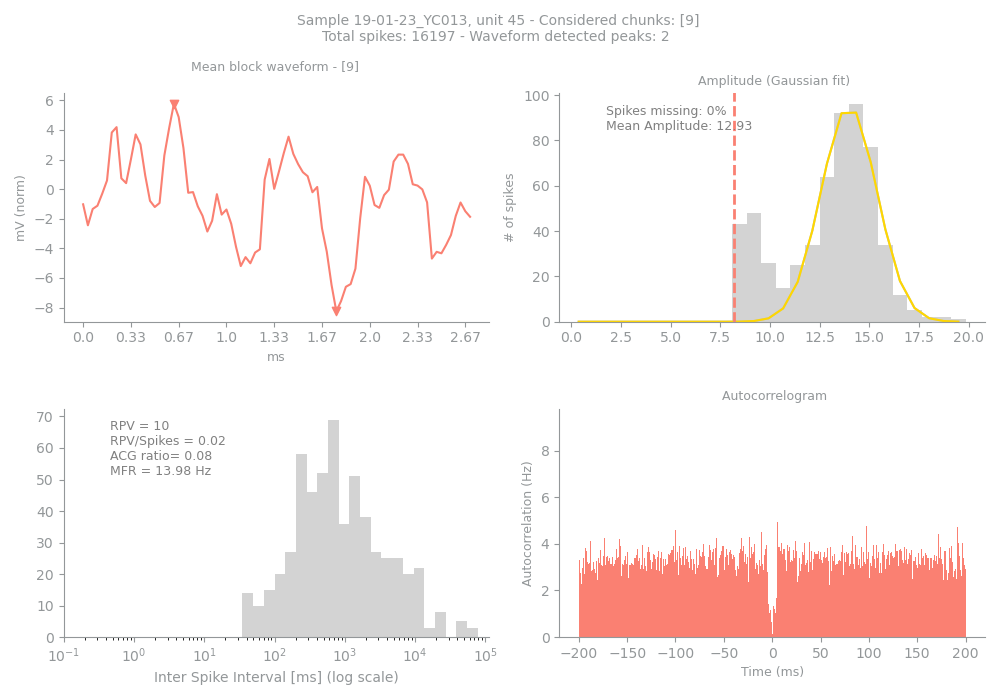 Sample 19-01-23_YC013, unit 45 - Considered chunks: [9]
Total spikes: 16197 - Waveform detected peaks: 2
Mean block waveform - [9]
mV (norm)
6
4
2
0
−2
−4
−6
−8
0.0 0.33 0.67 1.0 1.33 1.67 2.0 2.33 2.67
ms
Amplitude (Gaussian fit)
Spikes missing: 0%
Mean Amplitude: 12.93
# of spikes
100
80
60
40
20
0
0.0 2.5 5.0 7.5 10.0 12.5 15.0 17.5 20.0
RPV = 10
RPV/Spikes = 0.02
ACG ratio= 0.08
MFR = 13.98 Hz
70
60
50
40
30
20
10
0
10⁻¹ 10⁰ 10¹ 10² 10³ 10⁴ 10⁵
Inter Spike Interval [ms] (log scale)
Autocorrelogram
Autocorrelation (Hz)
8
6
4
2
0
−200 −150 −100 −50 0 50 100 150 200
Time (ms)